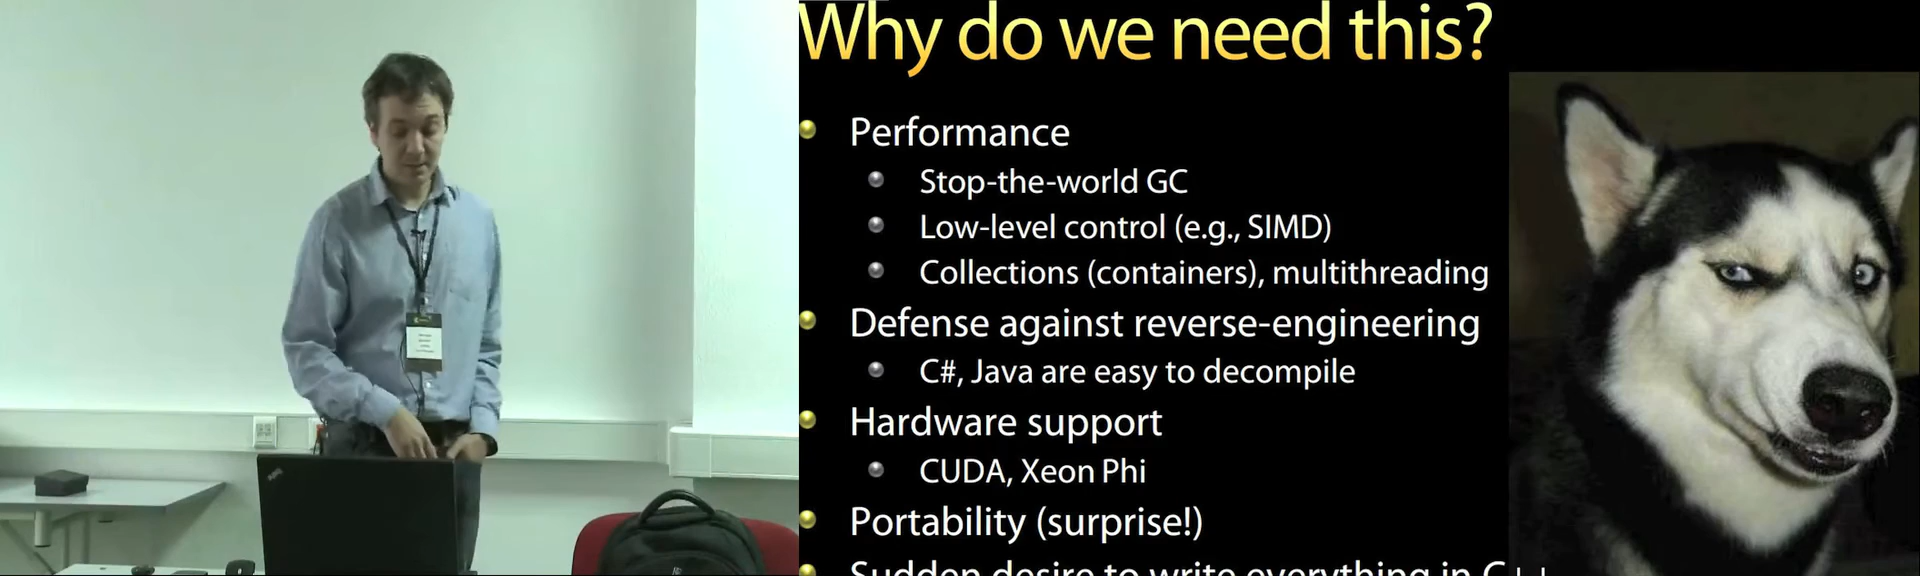 Why do we need this?
Performance
Stop-the-world GC
Low-level control (e.g., SIMD)
Collections (containers), multithreading
Defense against reverse-engineering
C#, Java are easy to decompile
Hardware support
CUDA, Xeon Phi
Portability (surprise!)
Sudden desire to write everything in C++